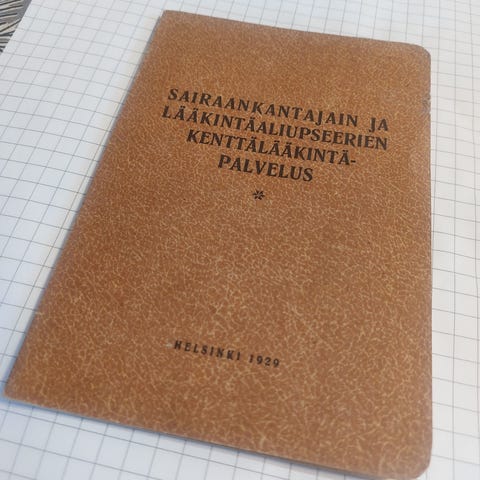 SAIRAANKANTAJAIN JA
LÄÄKINTÄALIUPSEERIEN
KENTTÄLÄÄKINTÄ-
PALVELUS
HELSINKI 1929